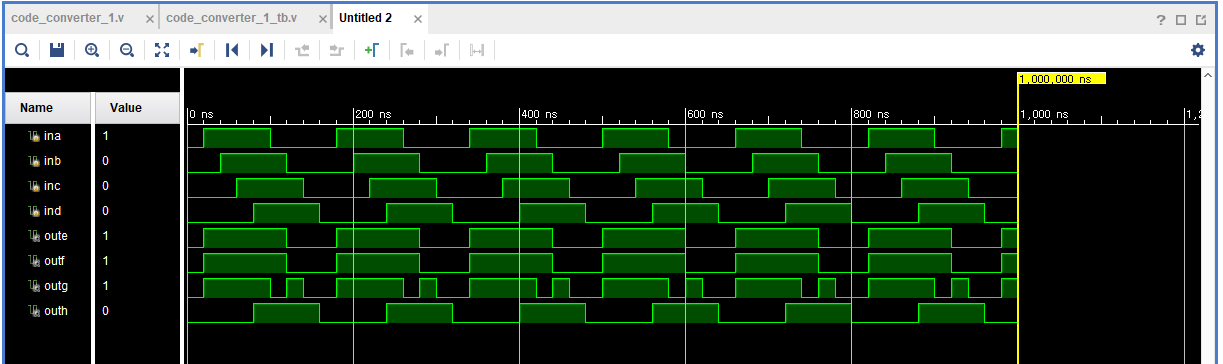 code_converter_1.v × code_converter_1_tb.v × Untitled 2 ×
?
1,000,000 ns
Name Value
0 ns 200 ns 400 ns 600 ns 800 ns 1,000 ns 1,
ina 1
inb 0
inc 0
ind 0
oute 1
outf 1
outg 1
outh 0